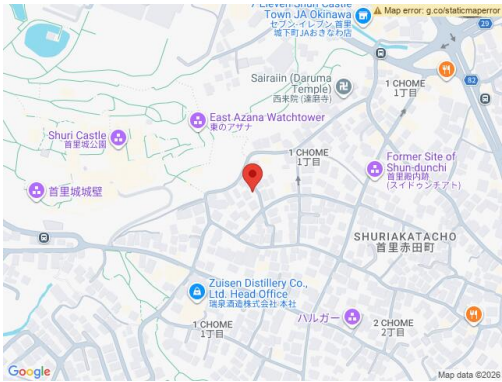 7-Eleven Shuri Castle
Town JA Okinawa
セブン-イレブン 首里
城下町JAおきなわ店
⚠ Map error: g.co/staticmaperror
29
82
Sairaiin (Daruma
Temple)
西来院 (達磨寺)
1 CHOME
1丁目
East Azana Watchtower
東のアザナ
Shuri Castle
首里城公園
1 CHOME
1丁目
Former Site of
Shun-dunchi
首里殿内跡
(スイドゥンチアト)
首里城城壁
SHURIAKATACHO
首里赤田町
Zuisen Distillery Co.,
Ltd. Head Office
瑞泉酒造株式会社 本社
ハルガー
1 CHOME
1丁目
2 CHOME
2丁目
Google
Map data ©2026